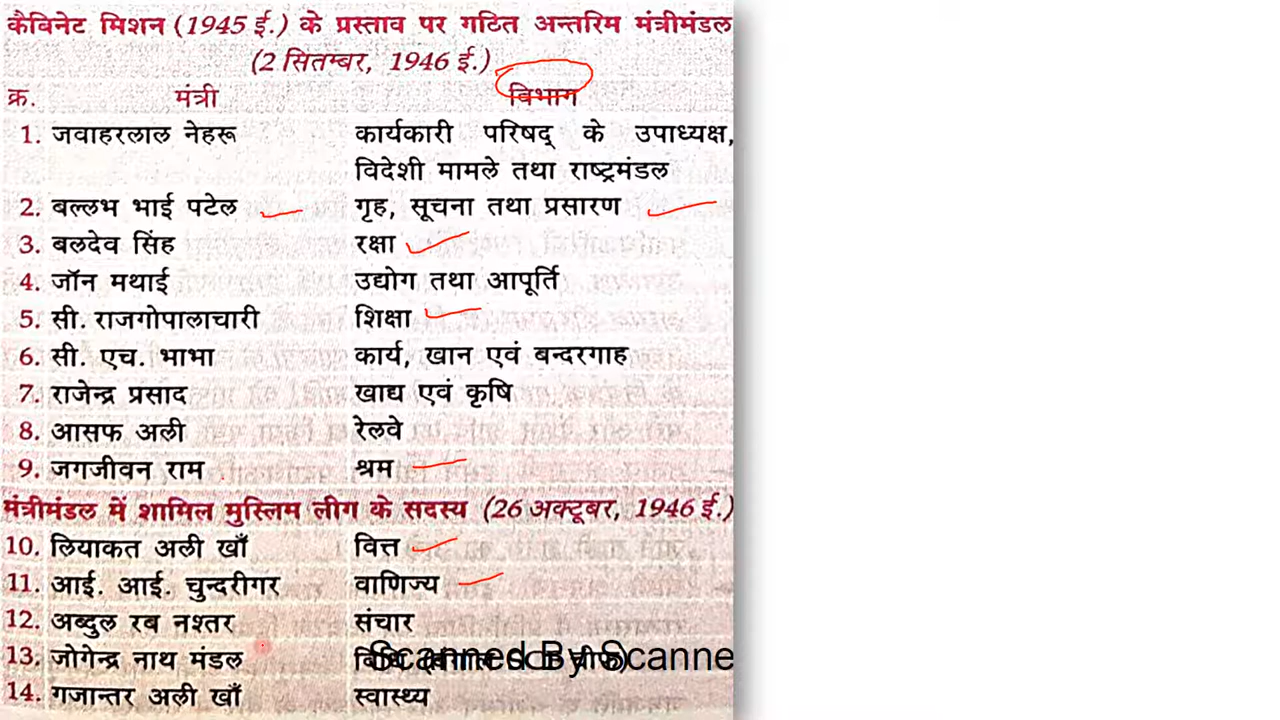 कैबिनेट मिशन (1945 ई.) के प्रस्ताव पर गठित अन्तरिम मंत्रीमंडल
(2 सितम्बर, 1946 ई.)
क्र. मंत्री विभाग
1. जवाहरलाल नेहरू कार्यकारी परिषद् के उपाध्यक्ष,
विदेशी मामले तथा राष्ट्रमंडल
2. बल्लभ भाई पटेल गृह, सूचना तथा प्रसारण
3. बलदेव सिंह रक्षा
4. जॉन मथाई उद्योग तथा आपूर्ति
5. सी. राजगोपालाचारी शिक्षा
6. सी. एच. भाभा कार्य, खान एवं बन्दरगाह
7. राजेन्द्र प्रसाद खाद्य एवं कृषि
8. आसफ अली रेलवे
9. जगजीवन राम श्रम
मंत्रीमंडल में शामिल मुस्लिम लीग के सदस्य (26 अक्टूबर, 1946 ई.)
10. लियाकत अली खाँ वित्त
11. आई. आई. चुन्दरीगर वाणिज्य
12. अब्दुल रब नश्तर संचार
13. जोगेन्द्र नाथ मंडल Scanned By Scanne
14. गजान्तर अली खाँ स्वास्थ्य